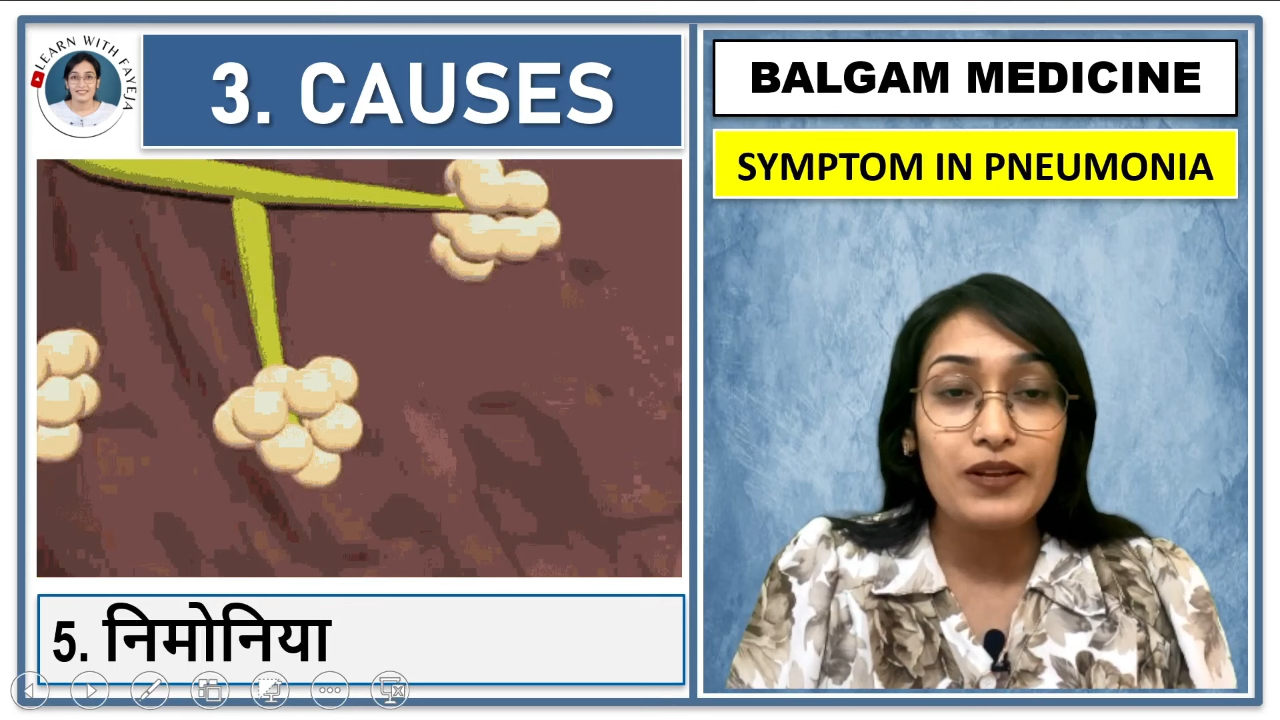 LEARN WITH FAYEJA
3. CAUSES
BALGAM MEDICINE
SYMPTOM IN PNEUMONIA
5. निमोनिया